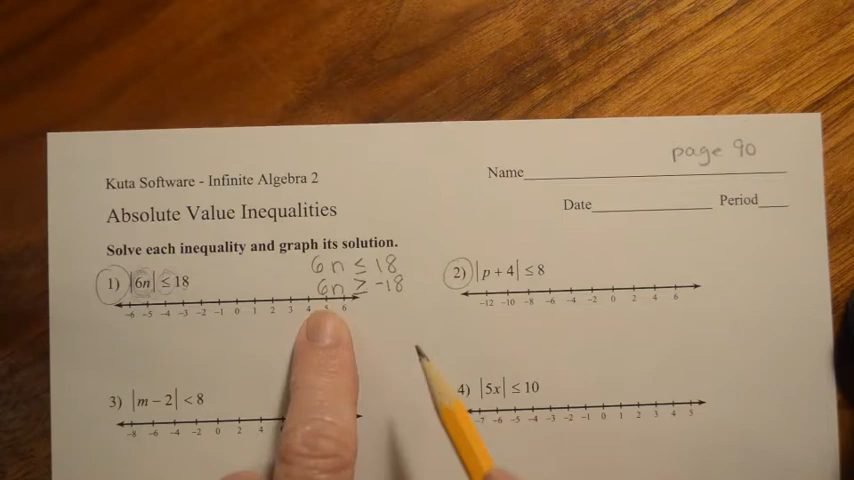 page 90
Kuta Software - Infinite Algebra 2
Name
Absolute Value Inequalities
Date Period
Solve each inequality and graph its solution.
6n ≤ 18
1) |6n| ≤ 18
6n ≥ -18
-6 -5 -4 -3 -2 -1 0 1 2 3 4 5 6
2) |p + 4| ≤ 8
-12 -10 -8 -6 -4 -2 0 2 4 6
3) |m − 2| < 8
-8 -6 -4 -2 0 2 4
4) |5x| ≤ 10
-7 -6 -5 -4 -3 -2 -1 0 1 2 3 4 5